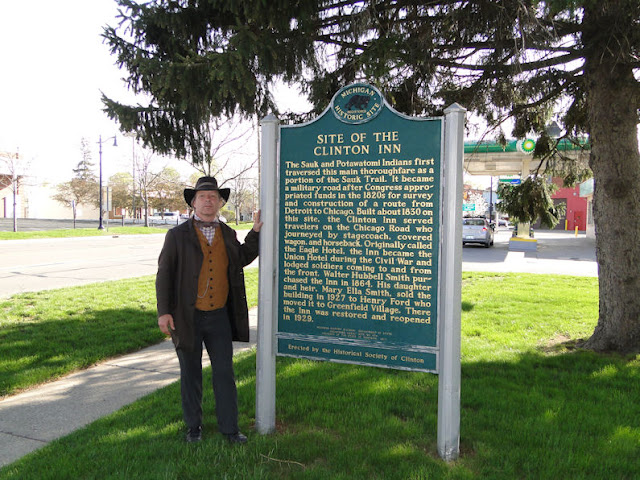 MICHIGAN
HISTORIC SITE
SITE OF THE
CLINTON INN
The Sauk and Potawatomi Indians first
traversed this main thoroughfare as a
portion of the Sauk Trail. It became
a military road after Congress appro-
priated funds in the 1820s for survey
and construction of a route from
Detroit to Chicago. Built about 1830 on
this site, the Clinton Inn served
travelers on the Chicago Road who
journeyed by stagecoach, covered
wagon, and horseback. Originally called
the Eagle Hotel, the Inn became the
Union Hotel during the Civil War and
lodged soldiers coming to and from
the front. Walter Hubbell Smith pur-
chased the Inn in 1864. His daughter
and heir, Mary Ella Smith, sold the
building in 1927 to Henry Ford who
moved it to Greenfield Village. There
the Inn was restored and reopened
in 1929.
Erected by the Historical Society of Clinton
bp